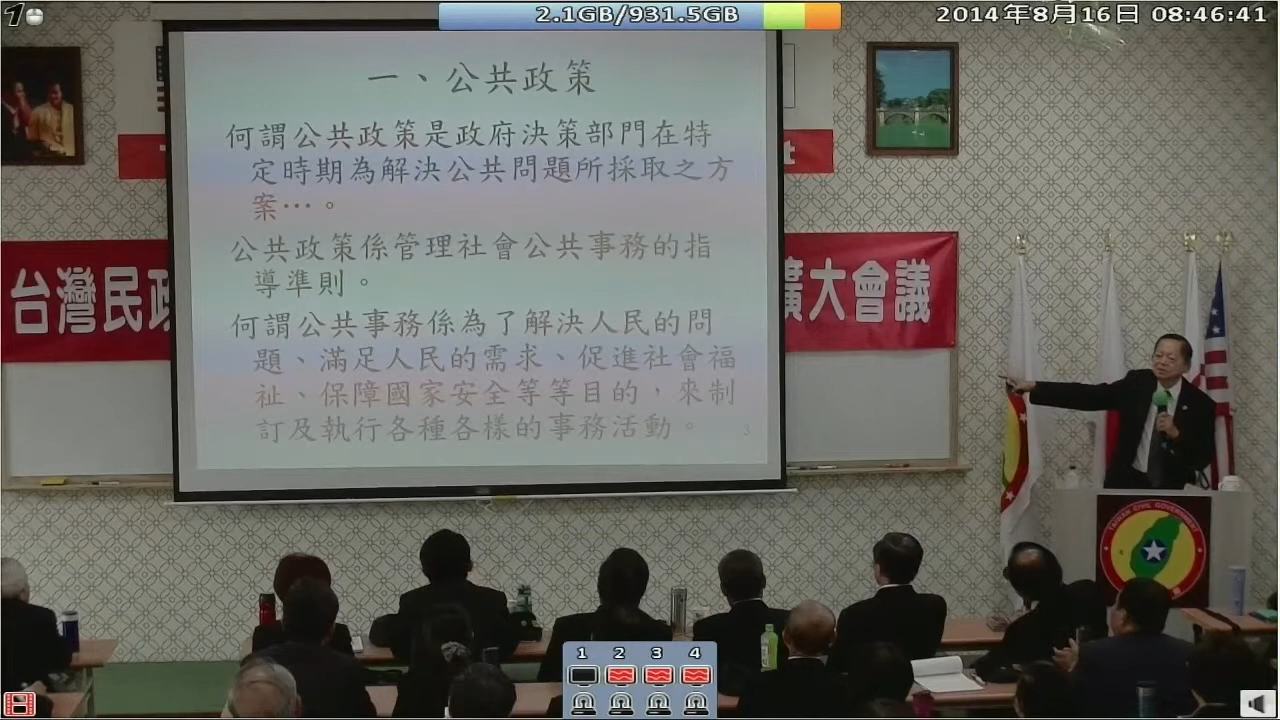 1
2.1GB/931.5GB
2014年8月16日 08:46:41
一、公共政策
何謂公共政策是政府決策部門在特
定時期為解決公共問題所採取之方
案…。
公共政策係管理社會公共事務的指
導準則。
何謂公共事務係為了解決人民的問
題、滿足人民的需求、促進社會福
祉、保障國家安全等等目的，來制
訂及執行各種各樣的事務活動。
3
t
台灣民政
擴大會議
TAIWAN CIVIL GOVERNMENT
1 2 3 4